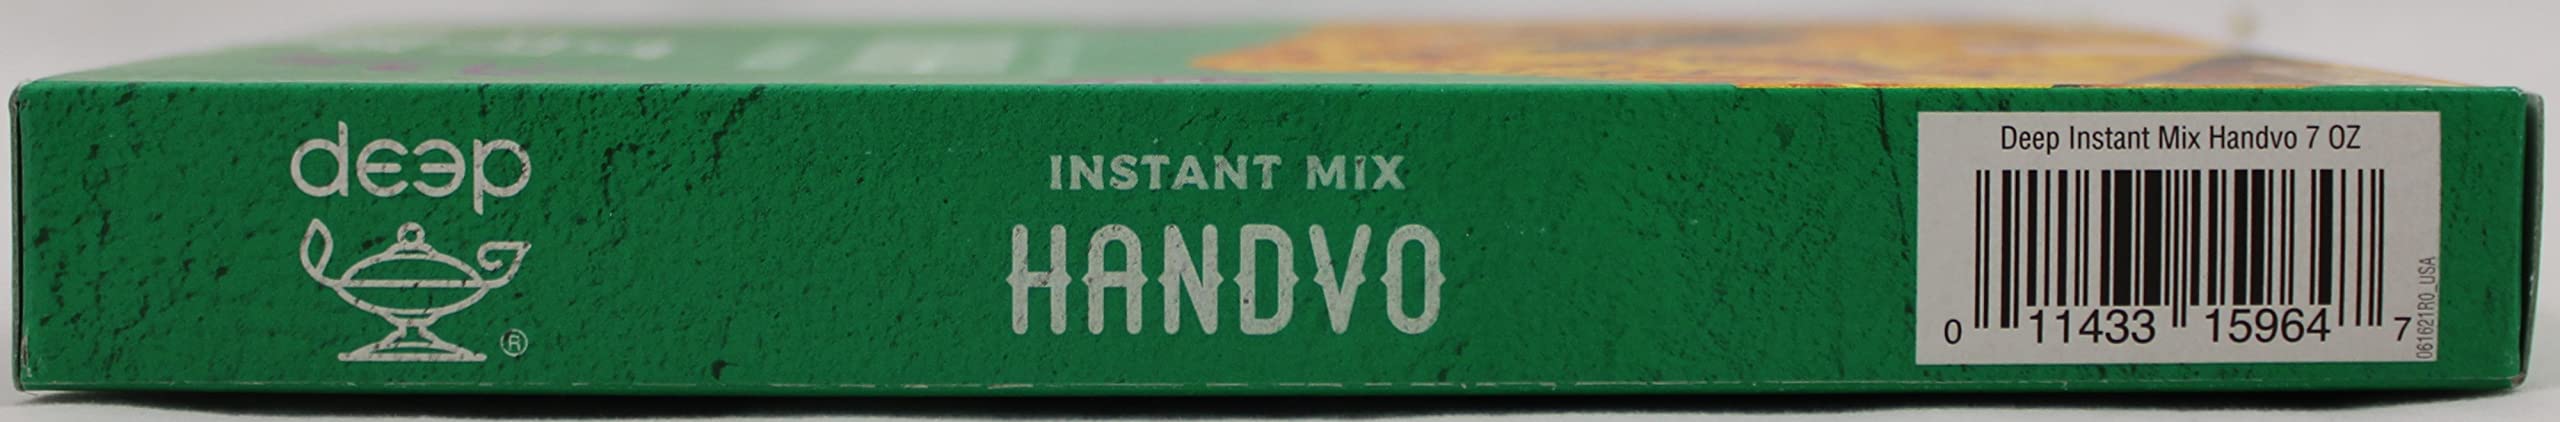 deep
®
INSTANT MIX
HANDVO
Deep Instant Mix Handvo 7 OZ
0 11433 15964 7
061621R0_USA